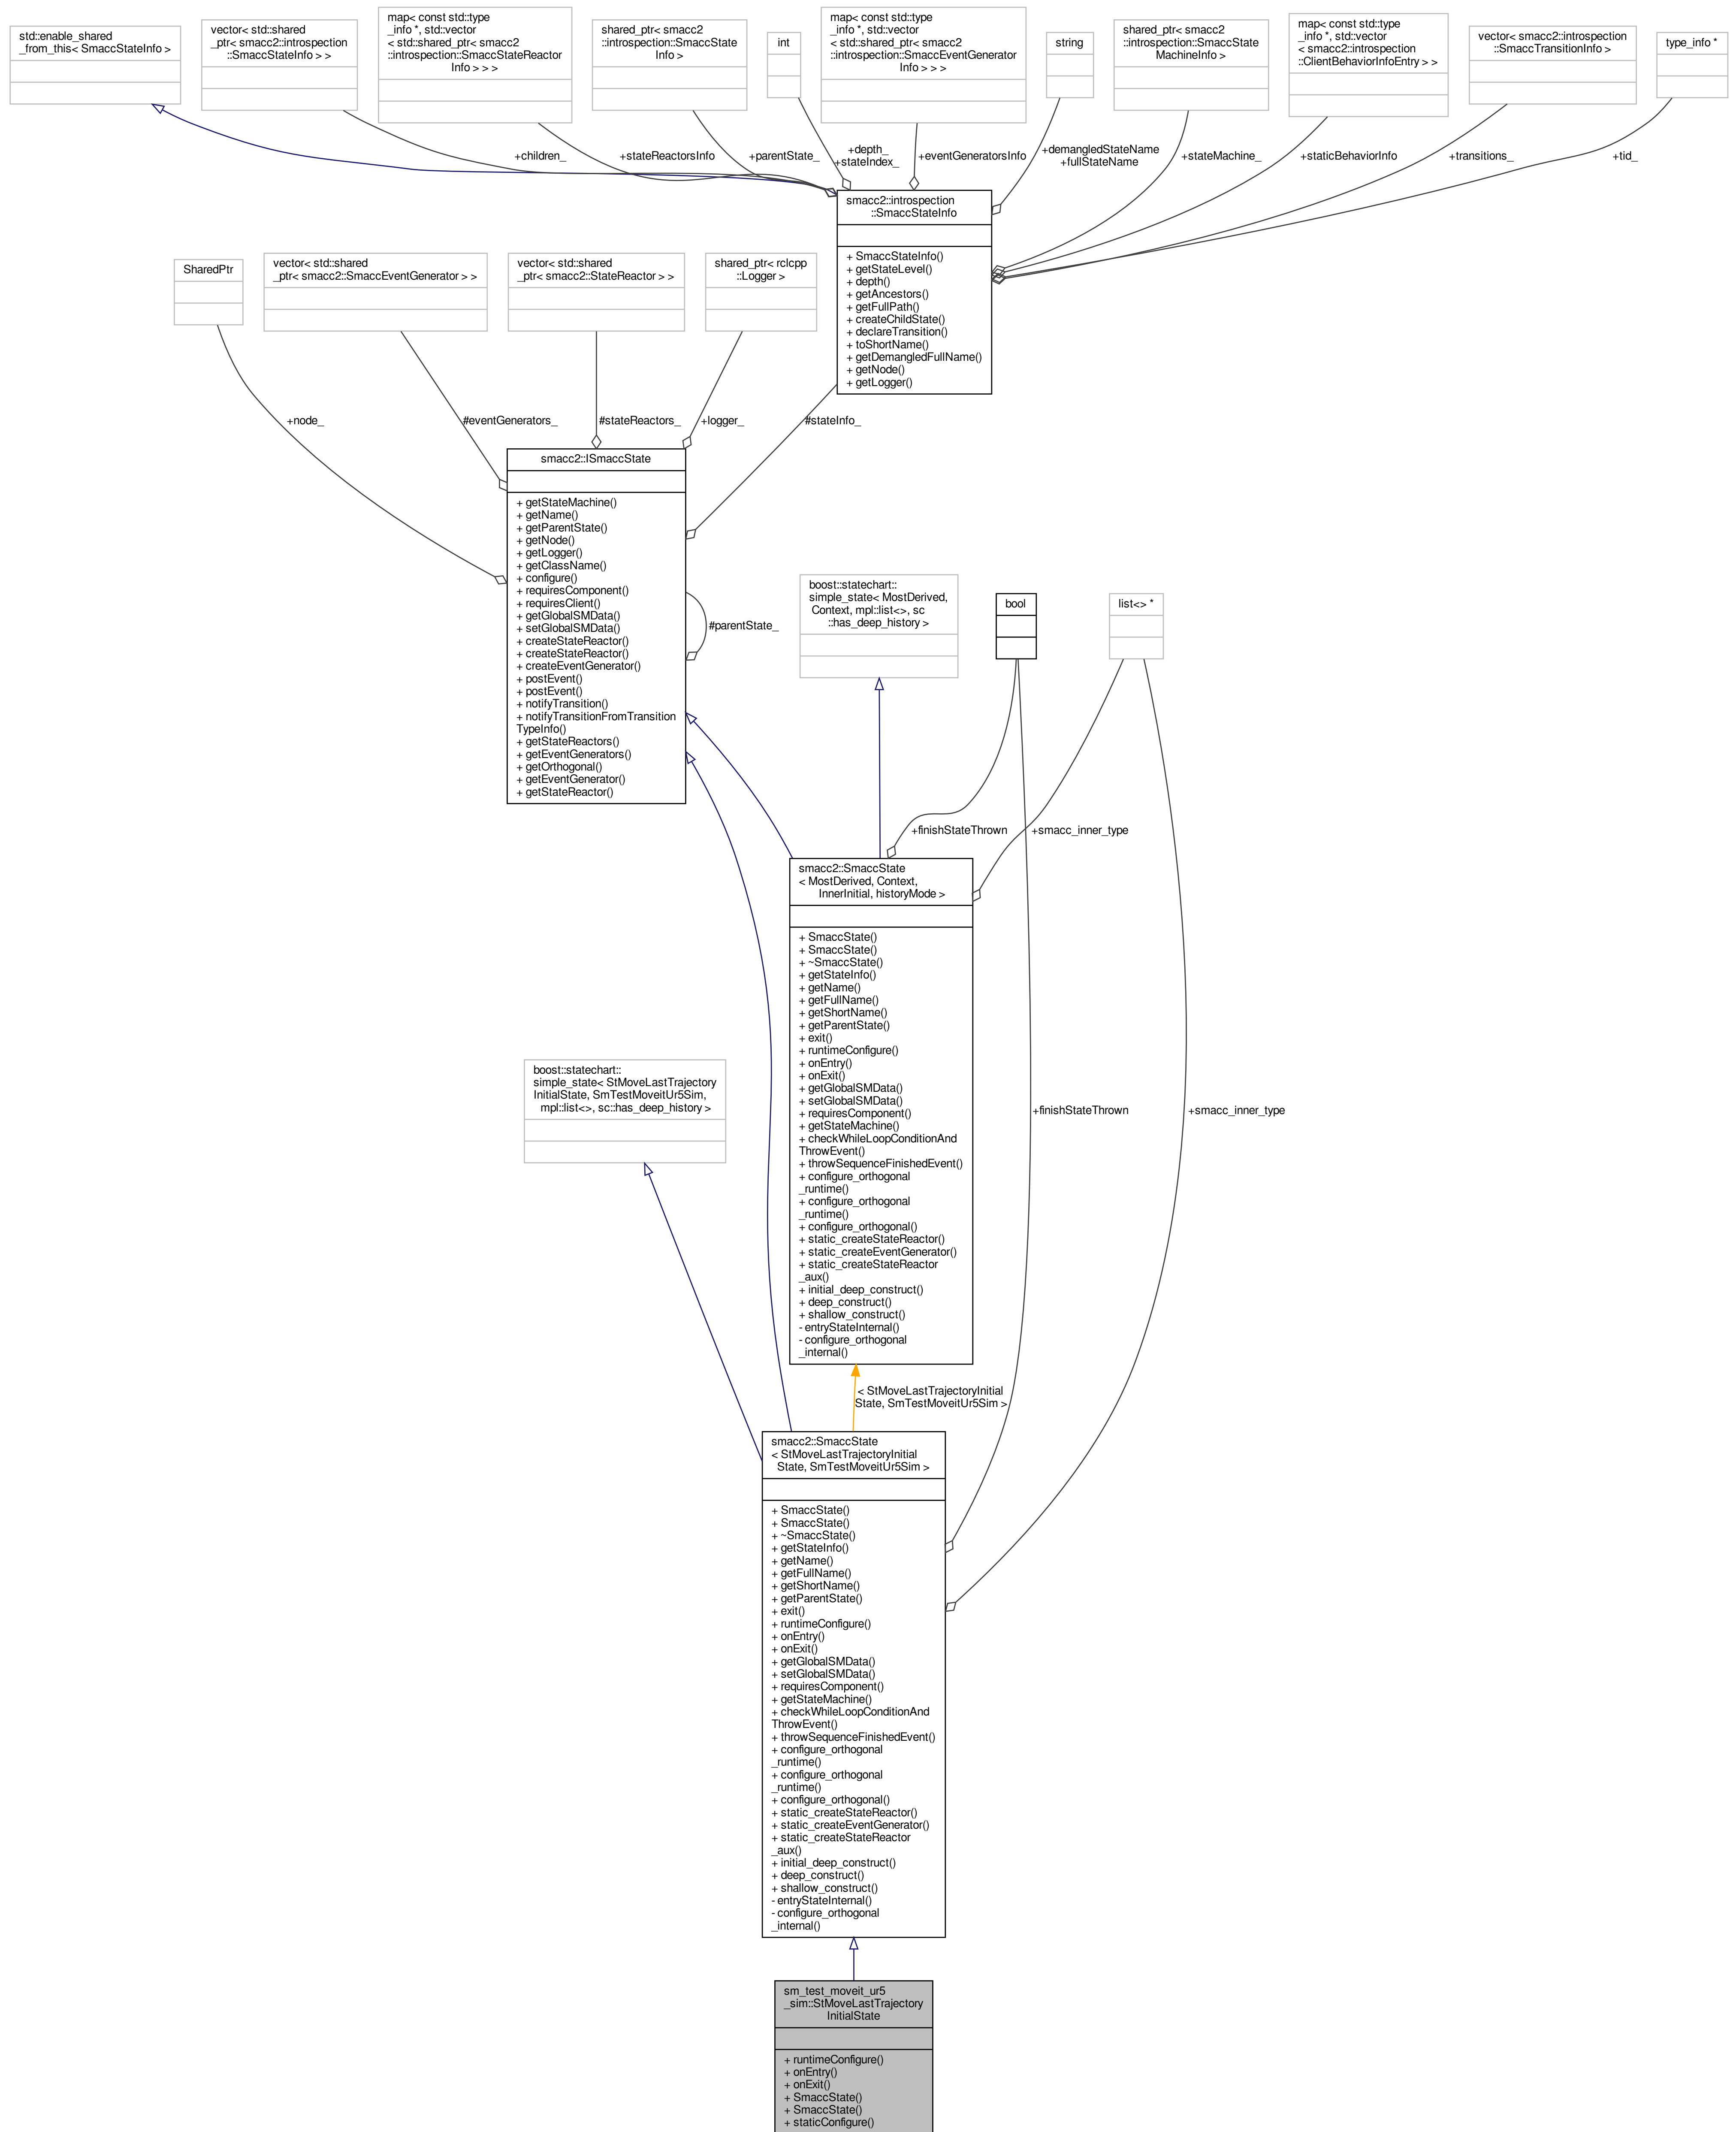 std::enable_shared
_from_this< SmaccStateInfo >
vector< std::shared
_ptr< smacc2::introspection
::SmaccStateInfo > >
map< const std::type
_info *, std::vector
< std::shared_ptr< smacc2
::introspection::SmaccStateReactor
Info > > >
shared_ptr< smacc2
::introspection::SmaccState
Info >
int
map< const std::type
_info *, std::vector
< std::shared_ptr< smacc2
::introspection::SmaccEventGenerator
Info > > >
string
shared_ptr< smacc2
::introspection::SmaccState
MachineInfo >
map< const std::type
_info *, std::vector
< smacc2::introspection
::ClientBehaviorInfoEntry > >
vector< smacc2::introspection
::SmaccTransitionInfo >
type_info *
+children_
+stateReactorsInfo
+parentState_
+depth_
+stateIndex_
+eventGeneratorsInfo
+demangledStateName
+fullStateName
+stateMachine_
+staticBehaviorInfo
+transitions_
+tid_
smacc2::introspection
::SmaccStateInfo
+ SmaccStateInfo()
+ getStateLevel()
+ depth()
+ getAncestors()
+ getFullPath()
+ createChildState()
+ declareTransition()
+ toShortName()
+ getDemangledFullName()
+ getNode()
+ getLogger()
SharedPtr
vector< std::shared
_ptr< smacc2::SmaccEventGenerator > >
vector< std::shared
_ptr< smacc2::StateReactor > >
shared_ptr< rclcpp
::Logger >
+node_
#eventGenerators_
#stateReactors_
+logger_
#stateInfo_
smacc2::ISmaccState
+ getStateMachine()
+ getName()
+ getParentState()
+ getNode()
+ getLogger()
+ getClassName()
+ configure()
+ requiresComponent()
+ requiresClient()
+ getGlobalSMData()
+ setGlobalSMData()
+ createStateReactor()
+ createStateReactor()
+ createEventGenerator()
+ postEvent()
+ postEvent()
+ notifyTransition()
+ notifyTransitionFromTransition
TypeInfo()
+ getStateReactors()
+ getEventGenerators()
+ getOrthogonal()
+ getEventGenerator()
+ getStateReactor()
#parentState_
boost::statechart::
simple_state< MostDerived,
Context, mpl::list<>, sc
::has_deep_history >
bool
list<> *
+finishStateThrown
+smacc_inner_type
smacc2::SmaccState
< MostDerived, Context,
InnerInitial, historyMode >
+ SmaccState()
+ SmaccState()
+ ~SmaccState()
+ getStateInfo()
+ getName()
+ getFullName()
+ getShortName()
+ getParentState()
+ exit()
+ runtimeConfigure()
+ onEntry()
+ onExit()
+ getGlobalSMData()
+ setGlobalSMData()
+ requiresComponent()
+ getStateMachine()
+ checkWhileLoopConditionAnd
ThrowEvent()
+ throwSequenceFinishedEvent()
+ configure_orthogonal
_runtime()
+ configure_orthogonal
_runtime()
+ configure_orthogonal()
+ static_createStateReactor()
+ static_createEventGenerator()
+ static_createStateReactor
_aux()
+ initial_deep_construct()
+ deep_construct()
+ shallow_construct()
- entryStateInternal()
- configure_orthogonal
_internal()
boost::statechart::
simple_state< StMoveLastTrajectory
InitialState, SmTestMoveitUr5Sim,
mpl::list<>, sc::has_deep_history >
+finishStateThrown
+smacc_inner_type
< StMoveLastTrajectoryInitial
State, SmTestMoveitUr5Sim >
smacc2::SmaccState
< StMoveLastTrajectoryInitial
State, SmTestMoveitUr5Sim >
+ SmaccState()
+ SmaccState()
+ ~SmaccState()
+ getStateInfo()
+ getName()
+ getFullName()
+ getShortName()
+ getParentState()
+ exit()
+ runtimeConfigure()
+ onEntry()
+ onExit()
+ getGlobalSMData()
+ setGlobalSMData()
+ requiresComponent()
+ getStateMachine()
+ checkWhileLoopConditionAnd
ThrowEvent()
+ throwSequenceFinishedEvent()
+ configure_orthogonal
_runtime()
+ configure_orthogonal
_runtime()
+ configure_orthogonal()
+ static_createStateReactor()
+ static_createEventGenerator()
+ static_createStateReactor
_aux()
+ initial_deep_construct()
+ deep_construct()
+ shallow_construct()
- entryStateInternal()
- configure_orthogonal
_internal()
sm_test_moveit_ur5
_sim::StMoveLastTrajectory
InitialState
+ runtimeConfigure()
+ onEntry()
+ onExit()
+ SmaccState()
+ SmaccState()
+ staticConfigure()